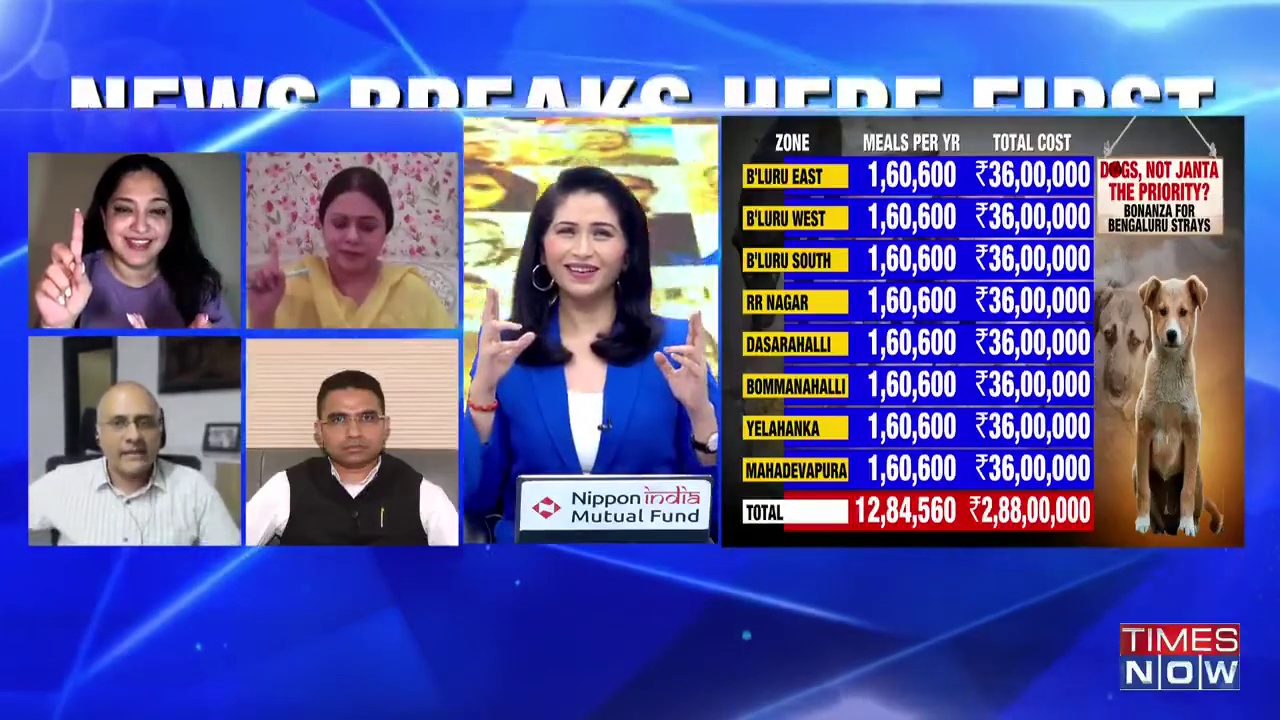 NEWS BREAKS HERE FIRST
ZONE MEALS PER YR TOTAL COST
B'LURU EAST 1,60,600 ₹36,00,000
B'LURU WEST 1,60,600 ₹36,00,000
B'LURU SOUTH 1,60,600 ₹36,00,000
RR NAGAR 1,60,600 ₹36,00,000
DASARAHALLI 1,60,600 ₹36,00,000
BOMMANAHALLI 1,60,600 ₹36,00,000
YELAHANKA 1,60,600 ₹36,00,000
MAHADEVAPURA 1,60,600 ₹36,00,000
TOTAL 12,84,560 ₹2,88,00,000
DOGS, NOT JANTA
THE PRIORITY?
BONANZA FOR
BENGALURU STRAYS
Nippon india
Mutual Fund
TIMES
NOW